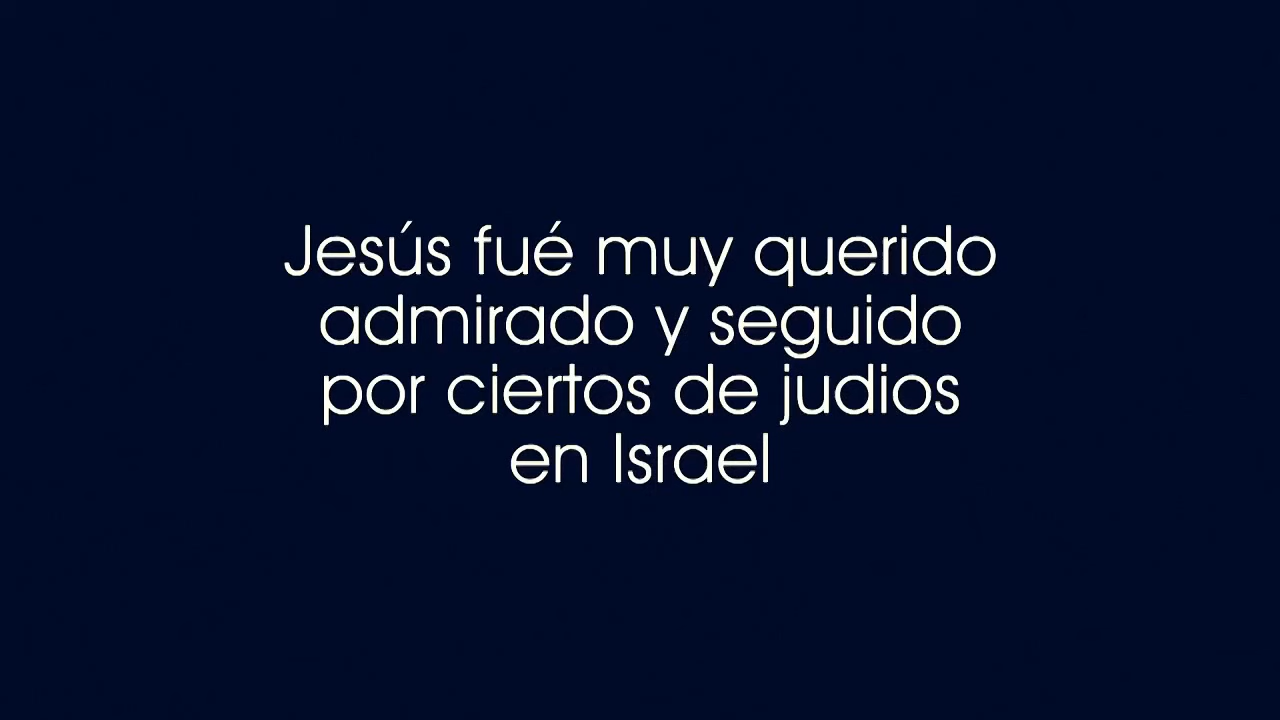 Jesús fué muy querido
admirado y seguido
por ciertos de judios
en Israel